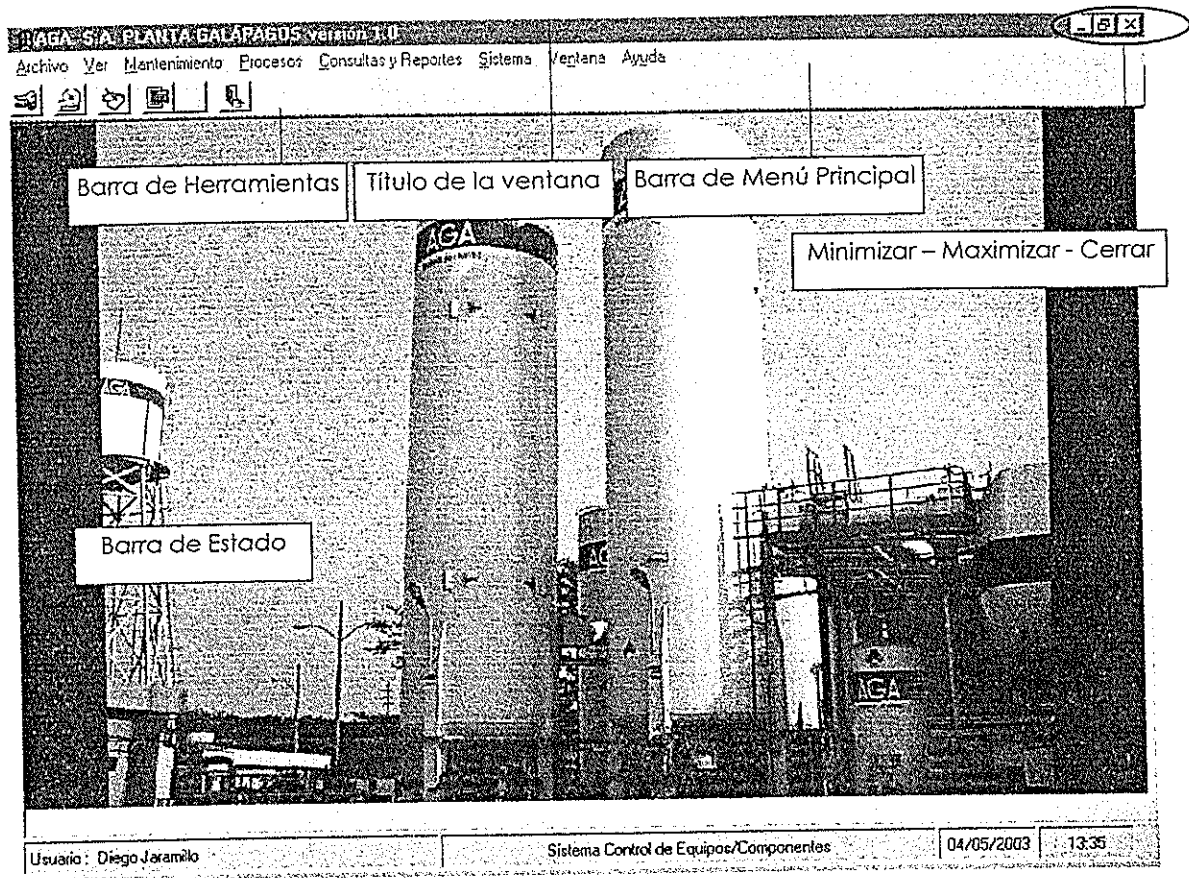 AGA S.A. PLANTA GALAPAGOS versión 1.0
Archivo Ver Mantenimiento Procesos Consultas y Reportes Sistema Ventana Ayuda
Barra de Herramientas
Título de la ventana
Barra de Menú Principal
Minimizar – Maximizar - Cerrar
AGA
AGA
Barra de Estado
AGA
Usuario : Diego Jaramillo
Sistema Control de Equipos/Componentes
04/05/2003
13:35